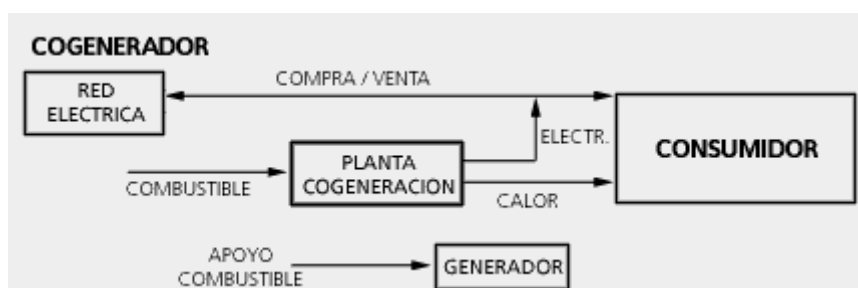 COGENERADOR
COMPRA / VENTA
RED
ELECTRICA
ELECTR.
CONSUMIDOR
PLANTA
COGENERACION
COMBUSTIBLE
CALOR
APOYO
COMBUSTIBLE
GENERADOR